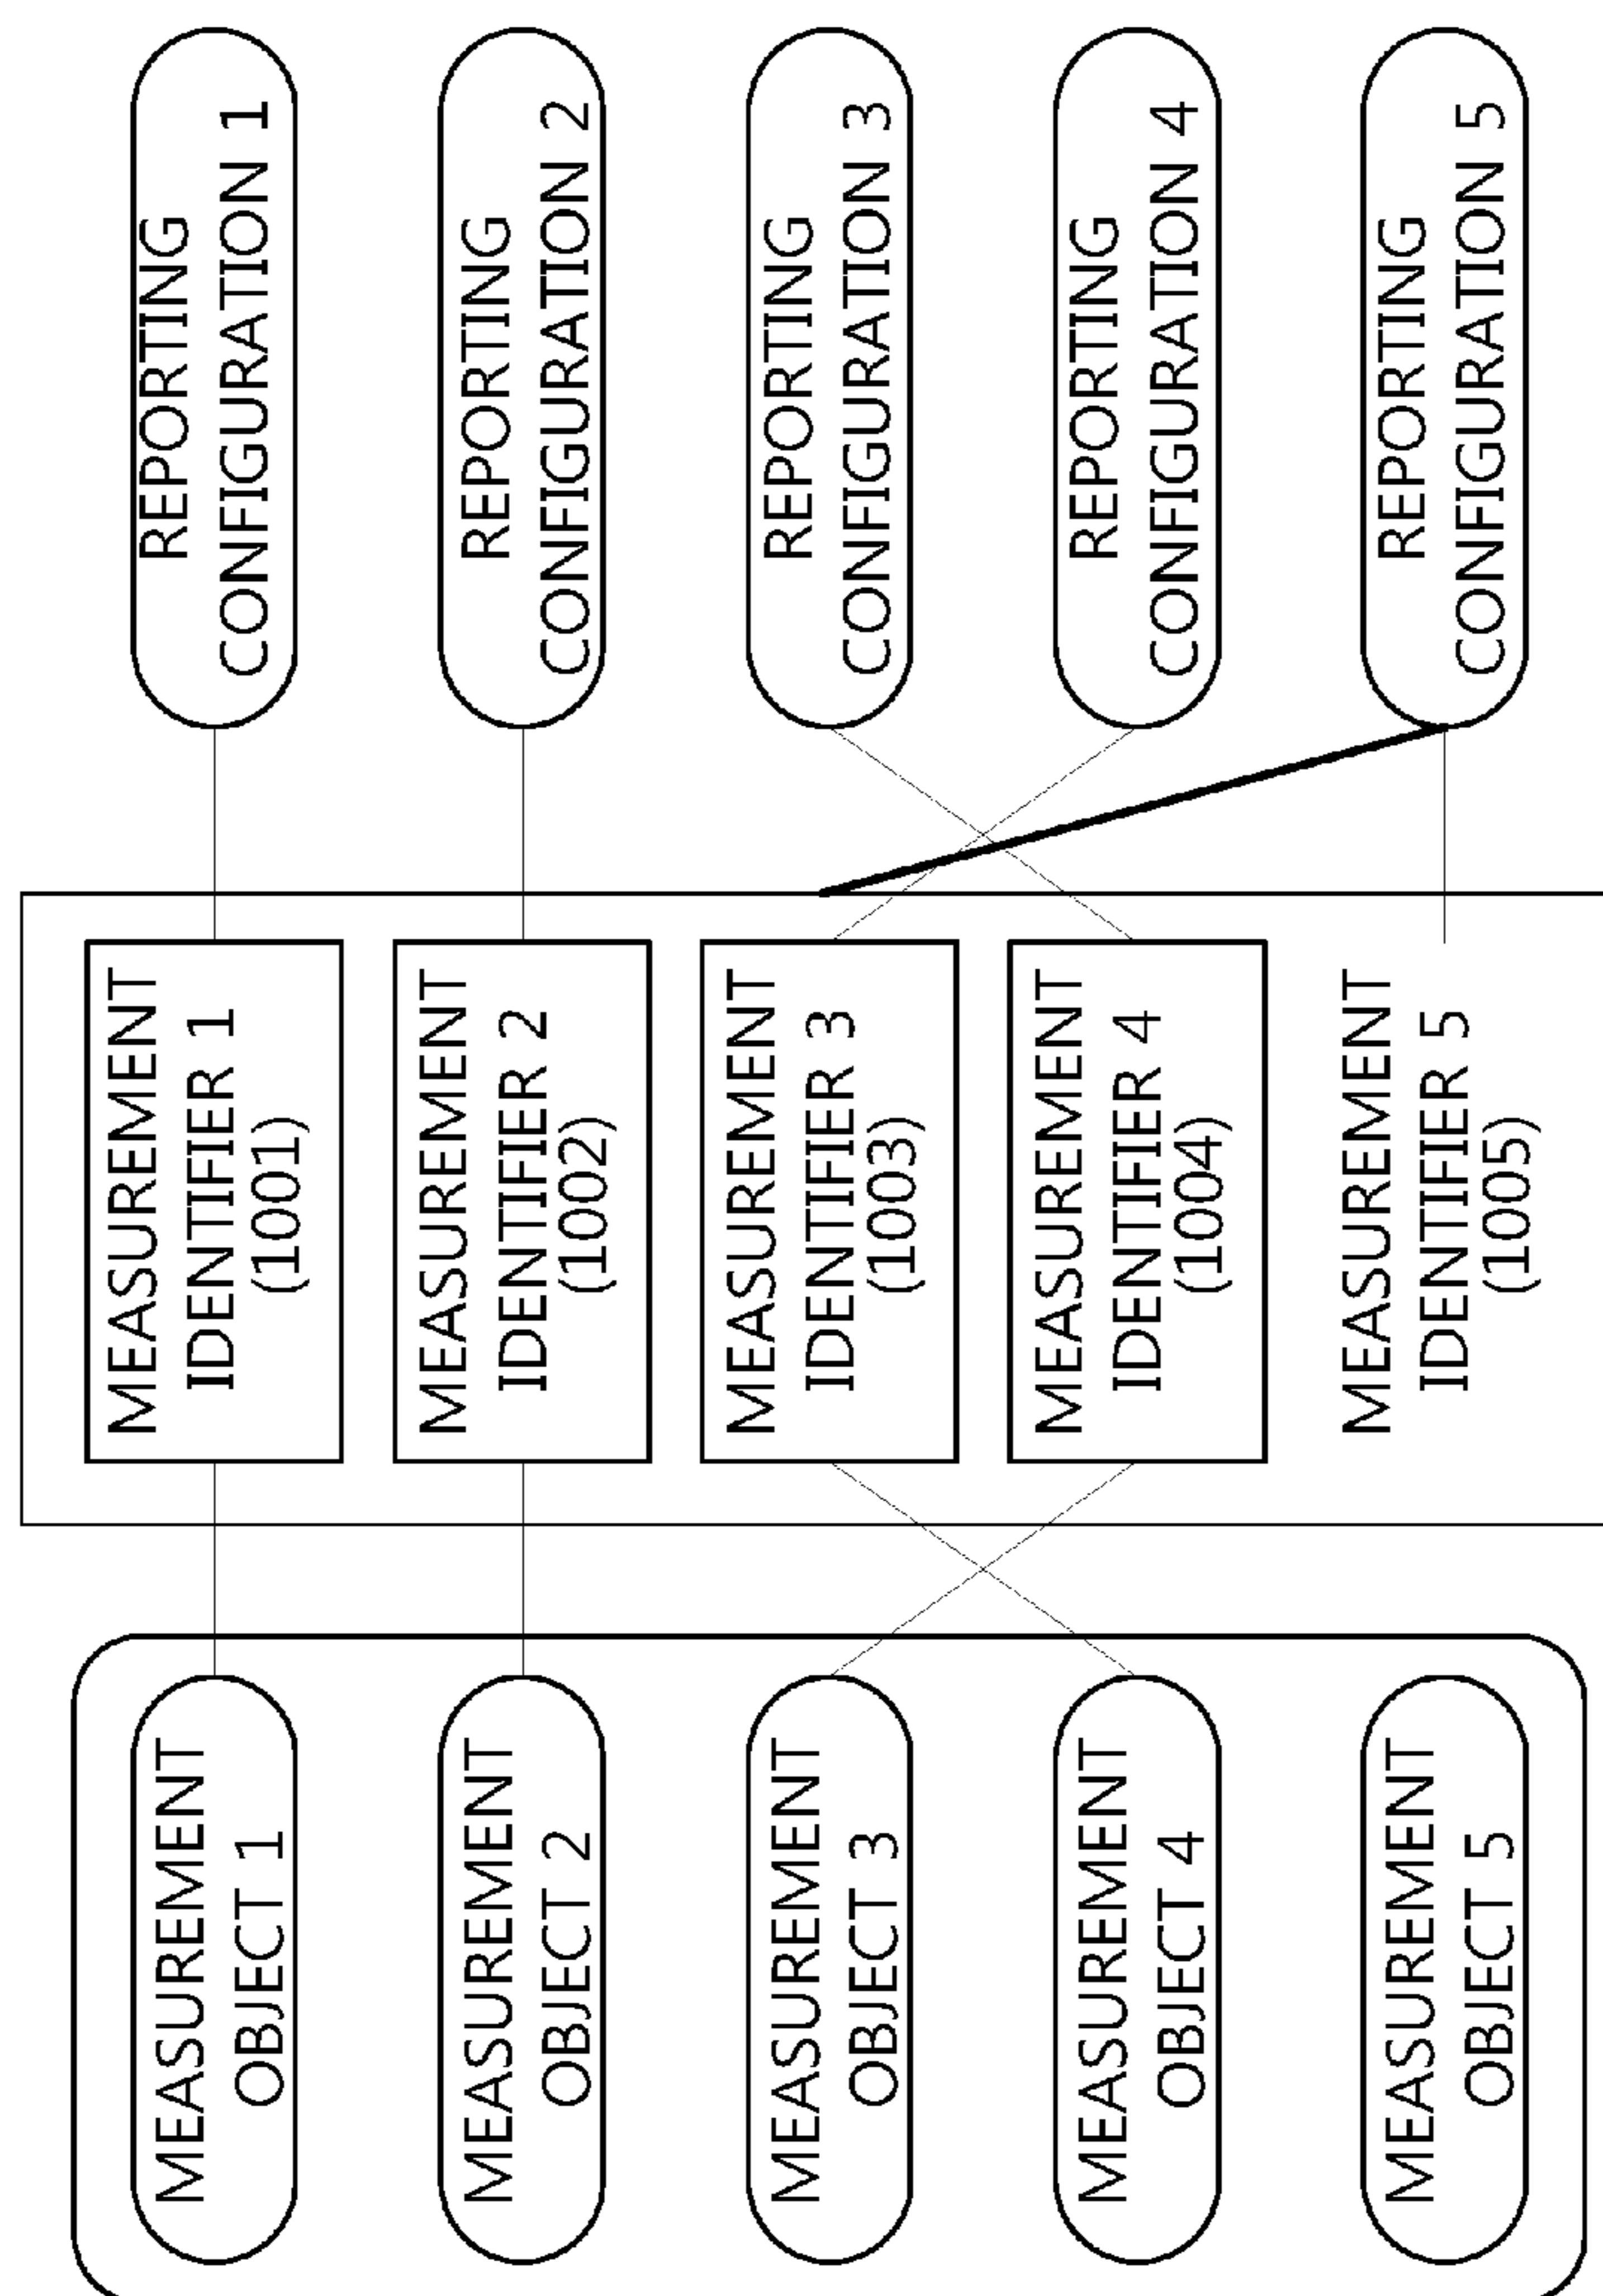 REPORTING
CONFIGURATION 1
REPORTING
CONFIGURATION 2
REPORTING
CONFIGURATION 3
REPORTING
CONFIGURATION 4
REPORTING
CONFIGURATION 5
MEASUREMENT
IDENTIFIER 1
(1001)
MEASUREMENT
IDENTIFIER 2
(1002)
MEASUREMENT
IDENTIFIER 3
(1003)
MEASUREMENT
IDENTIFIER 4
(1004)
MEASUREMENT
IDENTIFIER 5
(1005)
MEASUREMENT
OBJECT 1
MEASUREMENT
OBJECT 2
MEASUREMENT
OBJECT 3
MEASUREMENT
OBJECT 4
MEASUREMENT
OBJECT 5